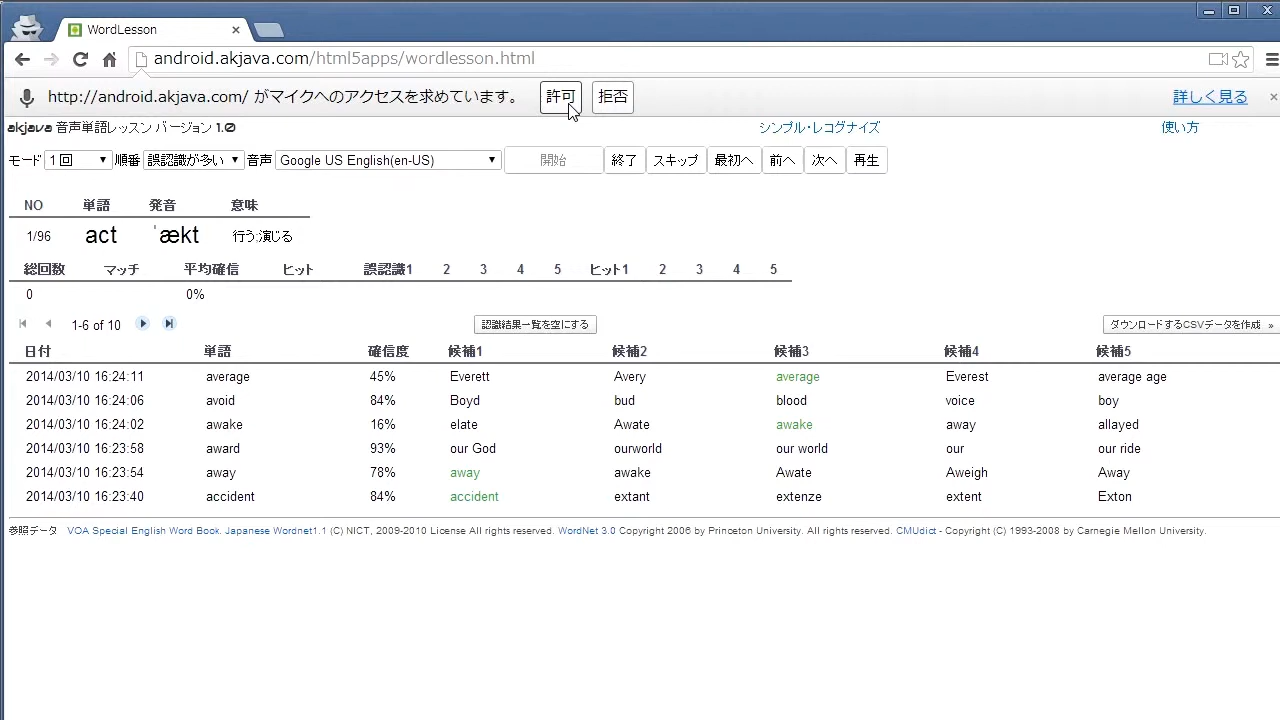 WordLesson
android.akjava.com/html5apps/wordlesson.html
http://android.akjava.com/ がマイクへのアクセスを求めています。 許可 拒否 詳しく見る
akjava 音声単語レッスン バージョン 1.0 シンプル・レコグナイズ 使い方
モード 1回 順番 誤認識が多い 音声 Google US English(en-US) 開始 終了 スキップ 最初へ 前へ 次へ 再生
NO 単語 発音 意味
1/96 act ˈækt 行う:演じる
総回数 マッチ 平均確信 ヒット 誤認識1 2 3 4 5 ヒット1 2 3 4 5
0 0%
1-6 of 10 認識結果一覧を空にする ダウンロードするCSVデータを作成 »
日付 単語 確信度 候補1 候補2 候補3 候補4 候補5
2014/03/10 16:24:11 average 45% Everett Avery average Everest average age
2014/03/10 16:24:06 avoid 84% Boyd bud blood voice boy
2014/03/10 16:24:02 awake 16% elate Awate awake away allayed
2014/03/10 16:23:58 award 93% our God ourworld our world our our ride
2014/03/10 16:23:54 away 78% away awake Awate Aweigh Away
2014/03/10 16:23:40 accident 84% accident extant extenze extent Exton
参照データ VOA Special English Word Book. Japanese Wordnet1.1 (C) NICT, 2009-2010 License All rights reserved. WordNet 3.0 Copyright 2006 by Princeton University. All rights reserved. CMUdict - Copyright (C) 1993-2008 by Carnegie Mellon University.